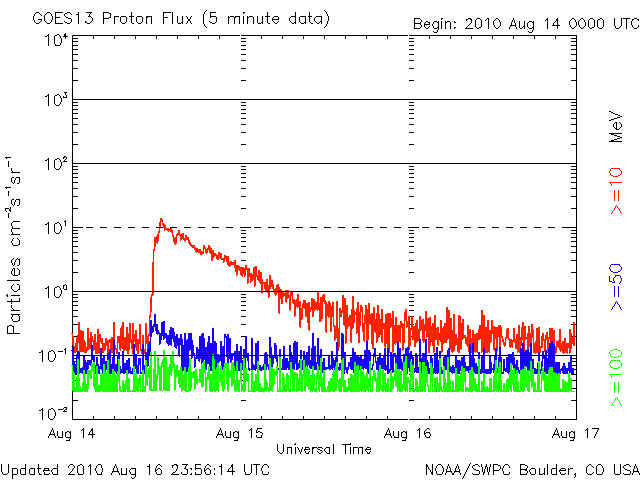 GOES13 Proton Flux (5 minute data)
Begin: 2010 Aug 14 0000 UTC
10⁴
10³
10²
10¹
10⁰
10⁻¹
10⁻²
Particles cm⁻²s⁻¹sr⁻¹
>=10 MeV
>=50
>=100
Aug 14
Aug 15
Aug 16
Aug 17
Universal Time
Updated 2010 Aug 16 23:56:14 UTC
NOAA/SWPC Boulder, CO USA